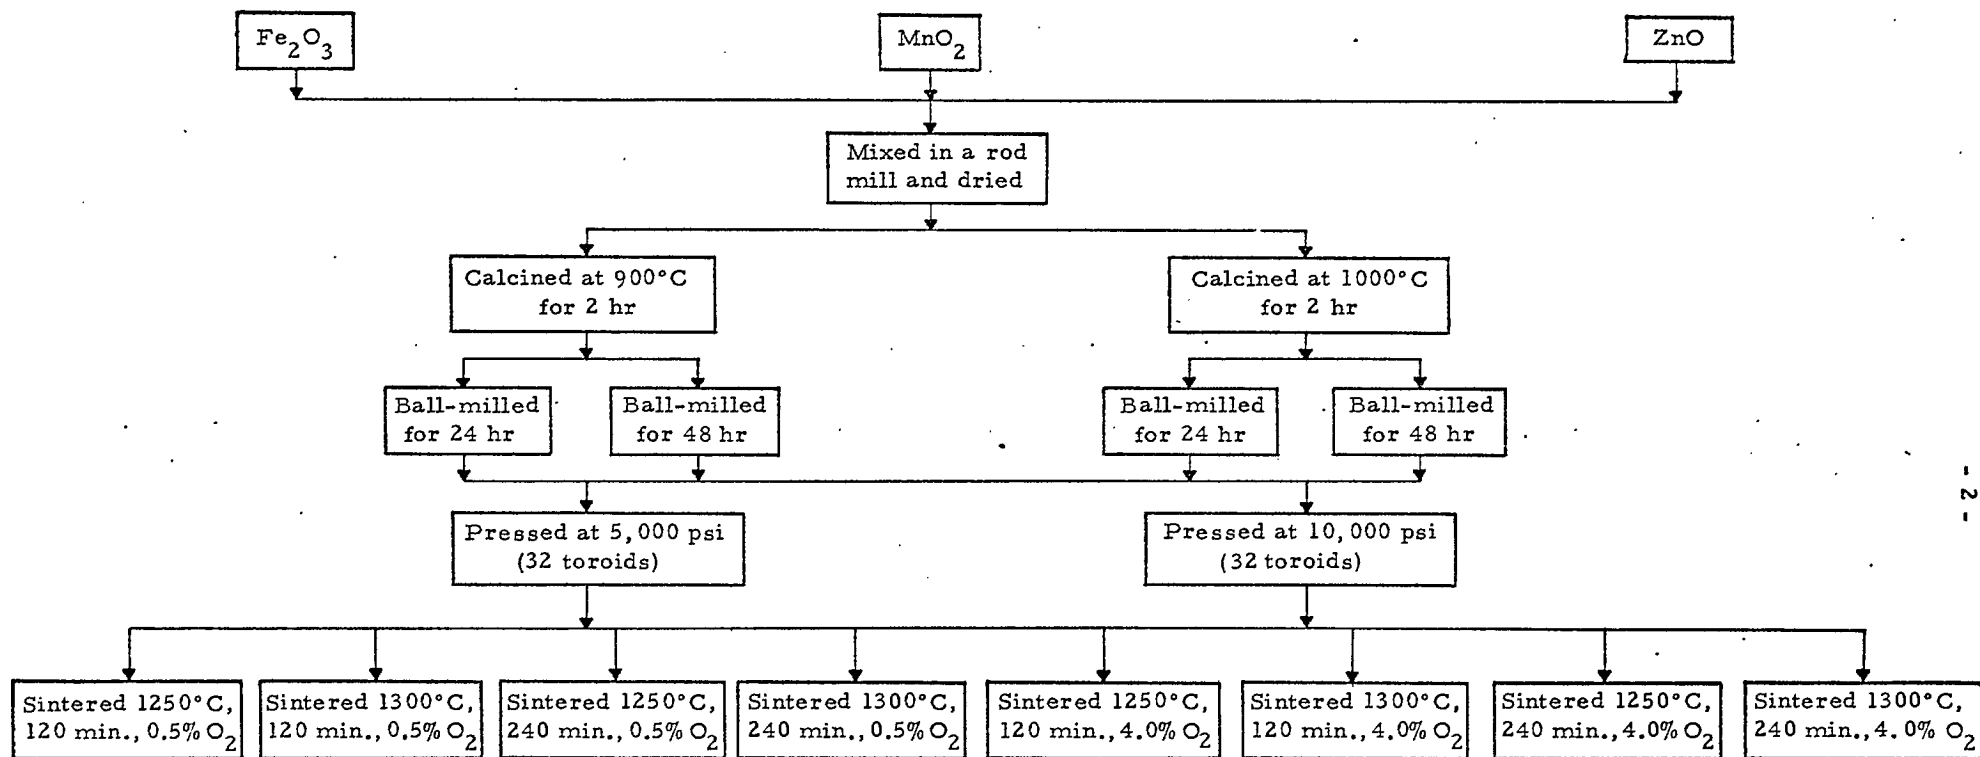 Fe2O3
MnO2
ZnO
Mixed in a rod
mill and dried
Calcined at 900°C
for 2 hr
Calcined at 1000°C
for 2 hr
Ball-milled
for 24 hr
Ball-milled
for 48 hr
Ball-milled
for 24 hr
Ball-milled
for 48 hr
- 2 -
Pressed at 5,000 psi
(32 toroids)
Pressed at 10,000 psi
(32 toroids)
Sintered 1250°C,
120 min., 0.5% O2
Sintered 1300°C,
120 min., 0.5% O2
Sintered 1250°C,
240 min., 0.5% O2
Sintered 1300°C,
240 min., 0.5% O2
Sintered 1250°C,
120 min., 4.0% O2
Sintered 1300°C,
120 min., 4.0% O2
Sintered 1250°C,
240 min., 4.0% O2
Sintered 1300°C,
240 min., 4.0% O2